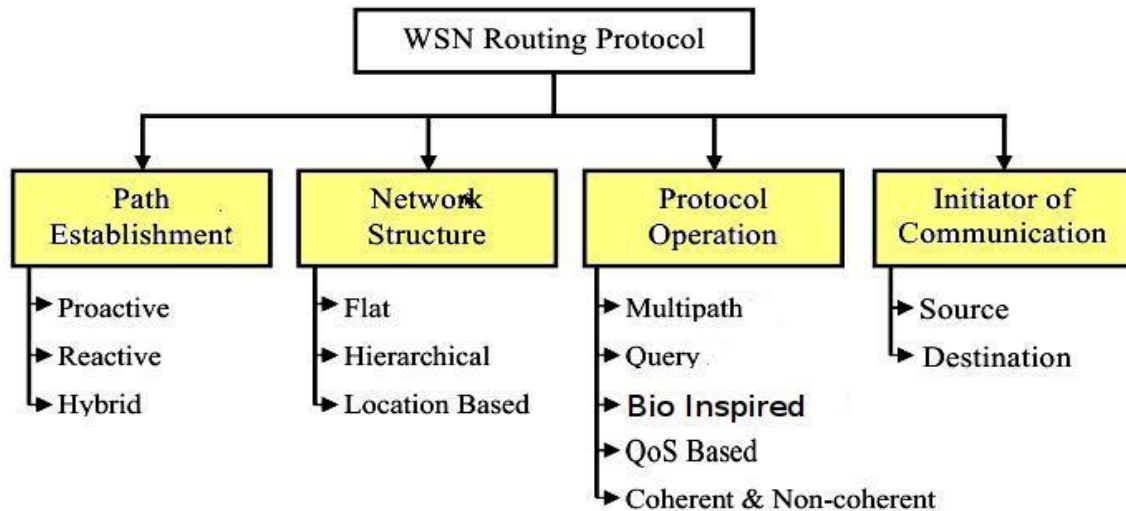 WSN Routing Protocol
Path
Establishment
Network
Structure
Protocol
Operation
Initiator of
Communication
Proactive
Reactive
Hybrid
Flat
Hierarchical
Location Based
Multipath
Query
Bio Inspired
QoS Based
Coherent & Non-coherent
Source
Destination